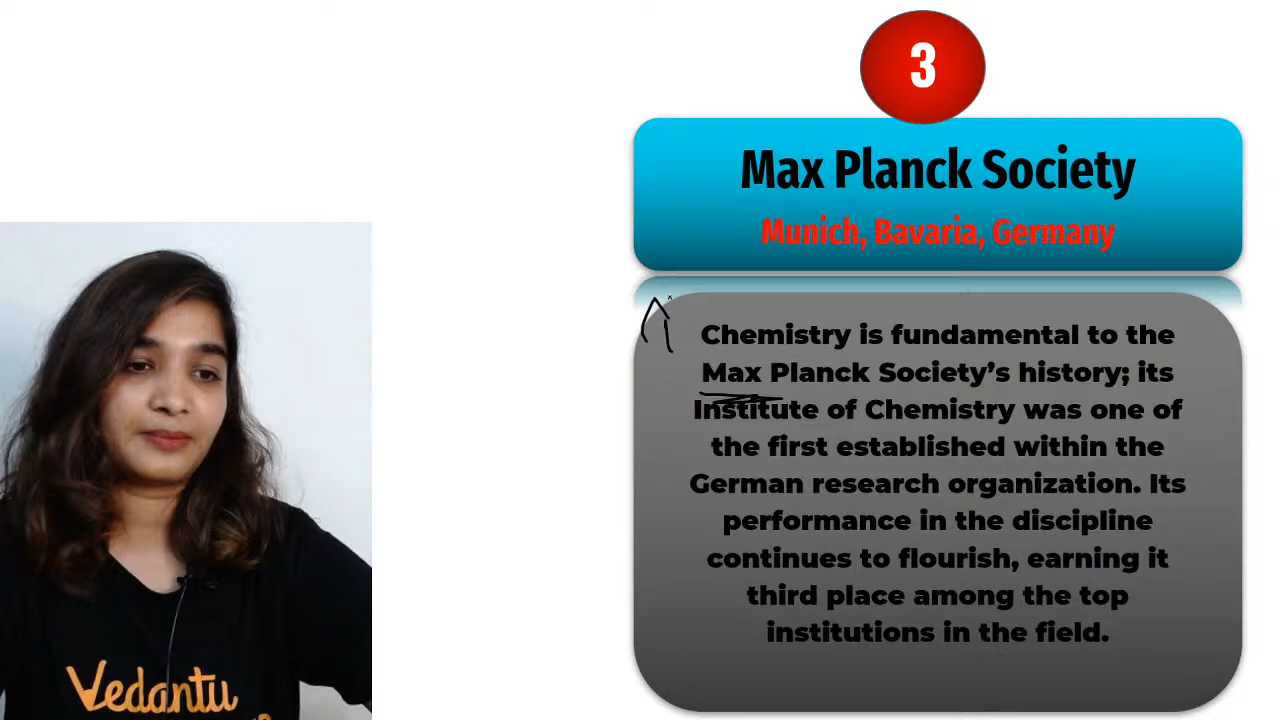 3
Max Planck Society
Munich, Bavaria, Germany
Chemistry is fundamental to the
Max Planck Society’s history; its
Institute of Chemistry was one of
the first established within the
German research organization. Its
performance in the discipline
continues to flourish, earning it
third place among the top
institutions in the field.
Vedantu